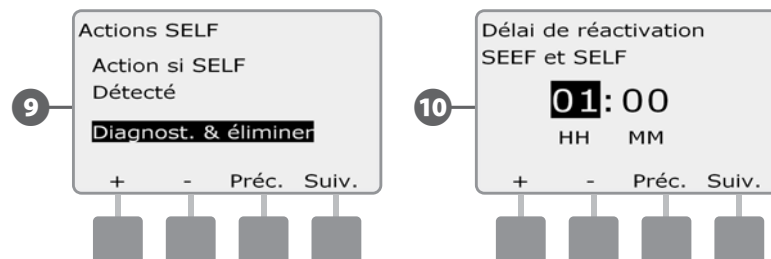 9
Actions SELF
Action si SELF
Détecté
Diagnost. & éliminer
+ - Préc. Suiv.
10
Délai de réactivation
SEEF et SELF
01:00
HH MM
+ - Préc. Suiv.